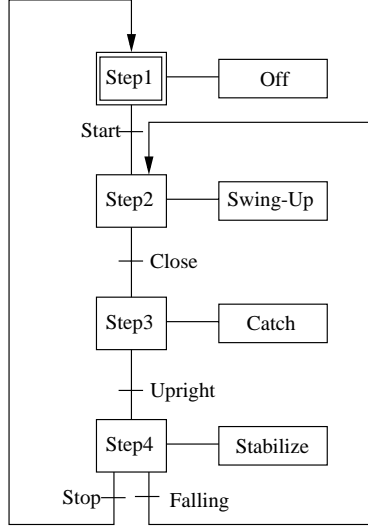 Step1
Off
Start
Step2
Swing-Up
Close
Step3
Catch
Upright
Step4
Stabilize
Stop
Falling